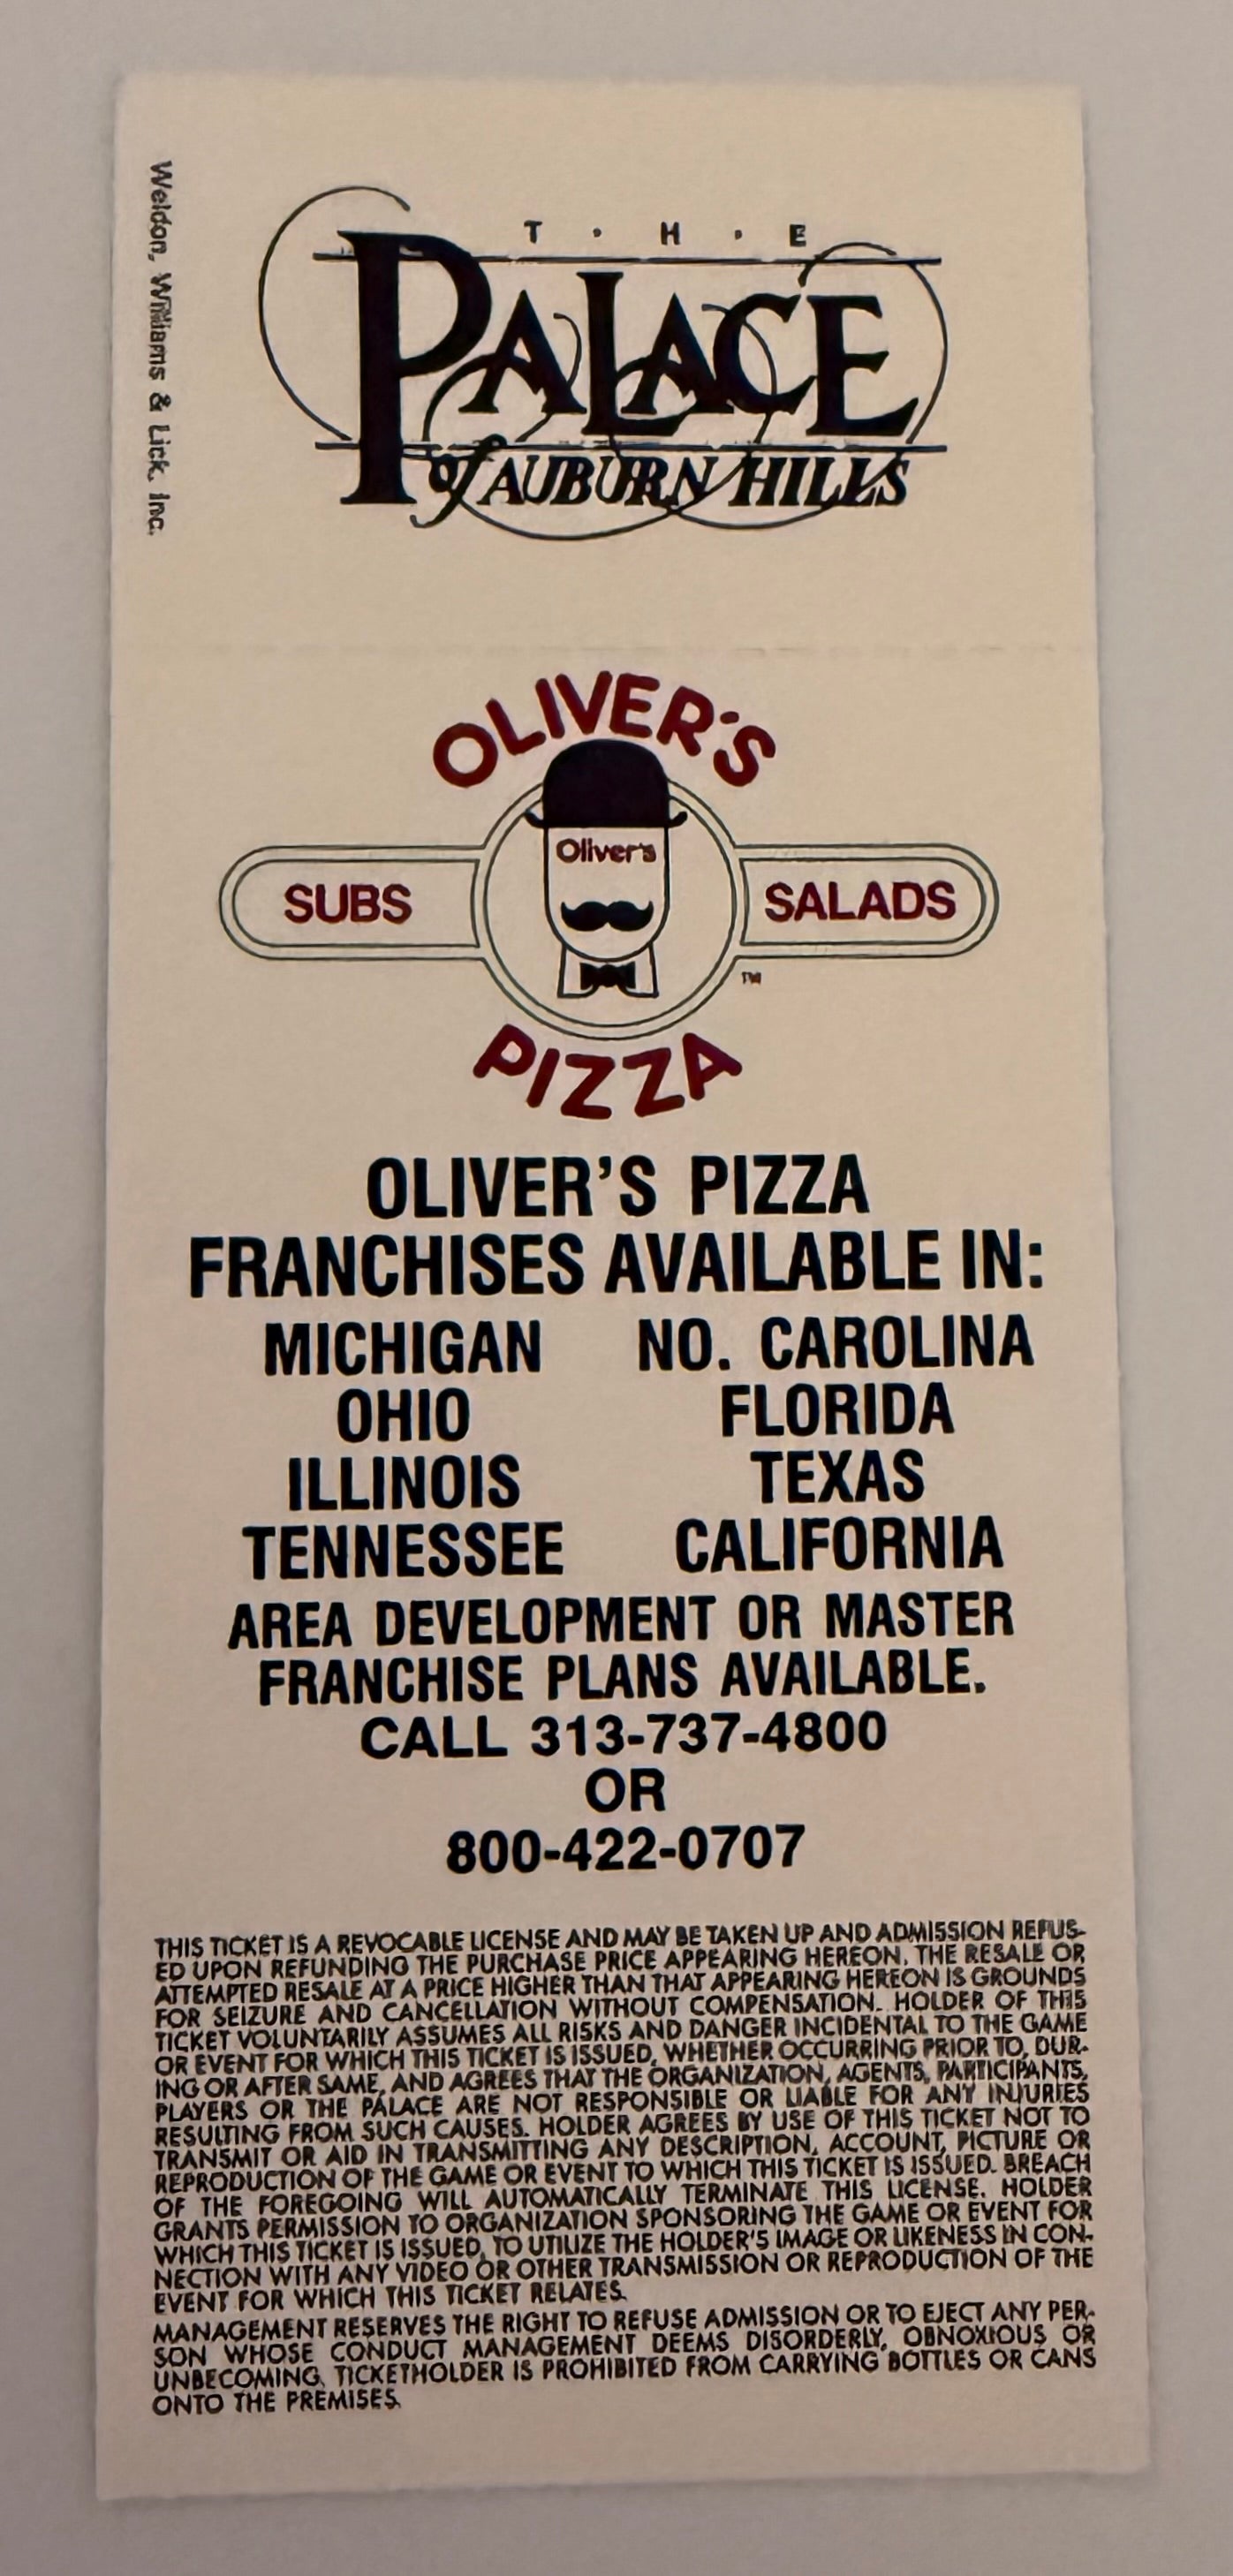 Weldon, Williams & Lick, Inc.
T · H · E
PALACE
of AUBURN HILLS
OLIVER'S
Oliver's
SUBS
SALADS
TM
PIZZA
OLIVER'S PIZZA
FRANCHISES AVAILABLE IN:
MICHIGAN NO. CAROLINA
OHIO FLORIDA
ILLINOIS TEXAS
TENNESSEE CALIFORNIA
AREA DEVELOPMENT OR MASTER
FRANCHISE PLANS AVAILABLE.
CALL 313-737-4800
OR
800-422-0707
THIS TICKET IS A REVOCABLE LICENSE AND MAY BE TAKEN UP AND ADMISSION REFUS-
ED UPON REFUNDING THE PURCHASE PRICE APPEARING HEREON. THE RESALE OR
ATTEMPTED RESALE AT A PRICE HIGHER THAN THAT APPEARING HEREON IS GROUNDS
FOR SEIZURE AND CANCELLATION WITHOUT COMPENSATION. HOLDER OF THIS
TICKET VOLUNTARILY ASSUMES ALL RISKS AND DANGER INCIDENTAL TO THE GAME
OR EVENT FOR WHICH THIS TICKET IS ISSUED, WHETHER OCCURRING PRIOR TO, DUR-
ING OR AFTER SAME, AND AGREES THAT THE ORGANIZATION, AGENTS, PARTICIPANTS,
PLAYERS OR THE PALACE ARE NOT RESPONSIBLE OR LIABLE FOR ANY INJURIES
RESULTING FROM SUCH CAUSES. HOLDER AGREES BY USE OF THIS TICKET NOT TO
TRANSMIT OR AID IN TRANSMITTING ANY DESCRIPTION, ACCOUNT, PICTURE OR
REPRODUCTION OF THE GAME OR EVENT TO WHICH THIS TICKET IS ISSUED. BREACH
OF THE FOREGOING WILL AUTOMATICALLY TERMINATE THIS LICENSE. HOLDER
GRANTS PERMISSION TO ORGANIZATION SPONSORING THE GAME OR EVENT FOR
WHICH THIS TICKET IS ISSUED, TO UTILIZE THE HOLDER'S IMAGE OR LIKENESS IN CON-
NECTION WITH ANY VIDEO OR OTHER TRANSMISSION OR REPRODUCTION OF THE
EVENT FOR WHICH THIS TICKET RELATES.
MANAGEMENT RESERVES THE RIGHT TO REFUSE ADMISSION OR TO EJECT ANY PER-
SON WHOSE CONDUCT MANAGEMENT DEEMS DISORDERLY, OBNOXIOUS OR
UNBECOMING. TICKETHOLDER IS PROHIBITED FROM CARRYING BOTTLES OR CANS
ONTO THE PREMISES.